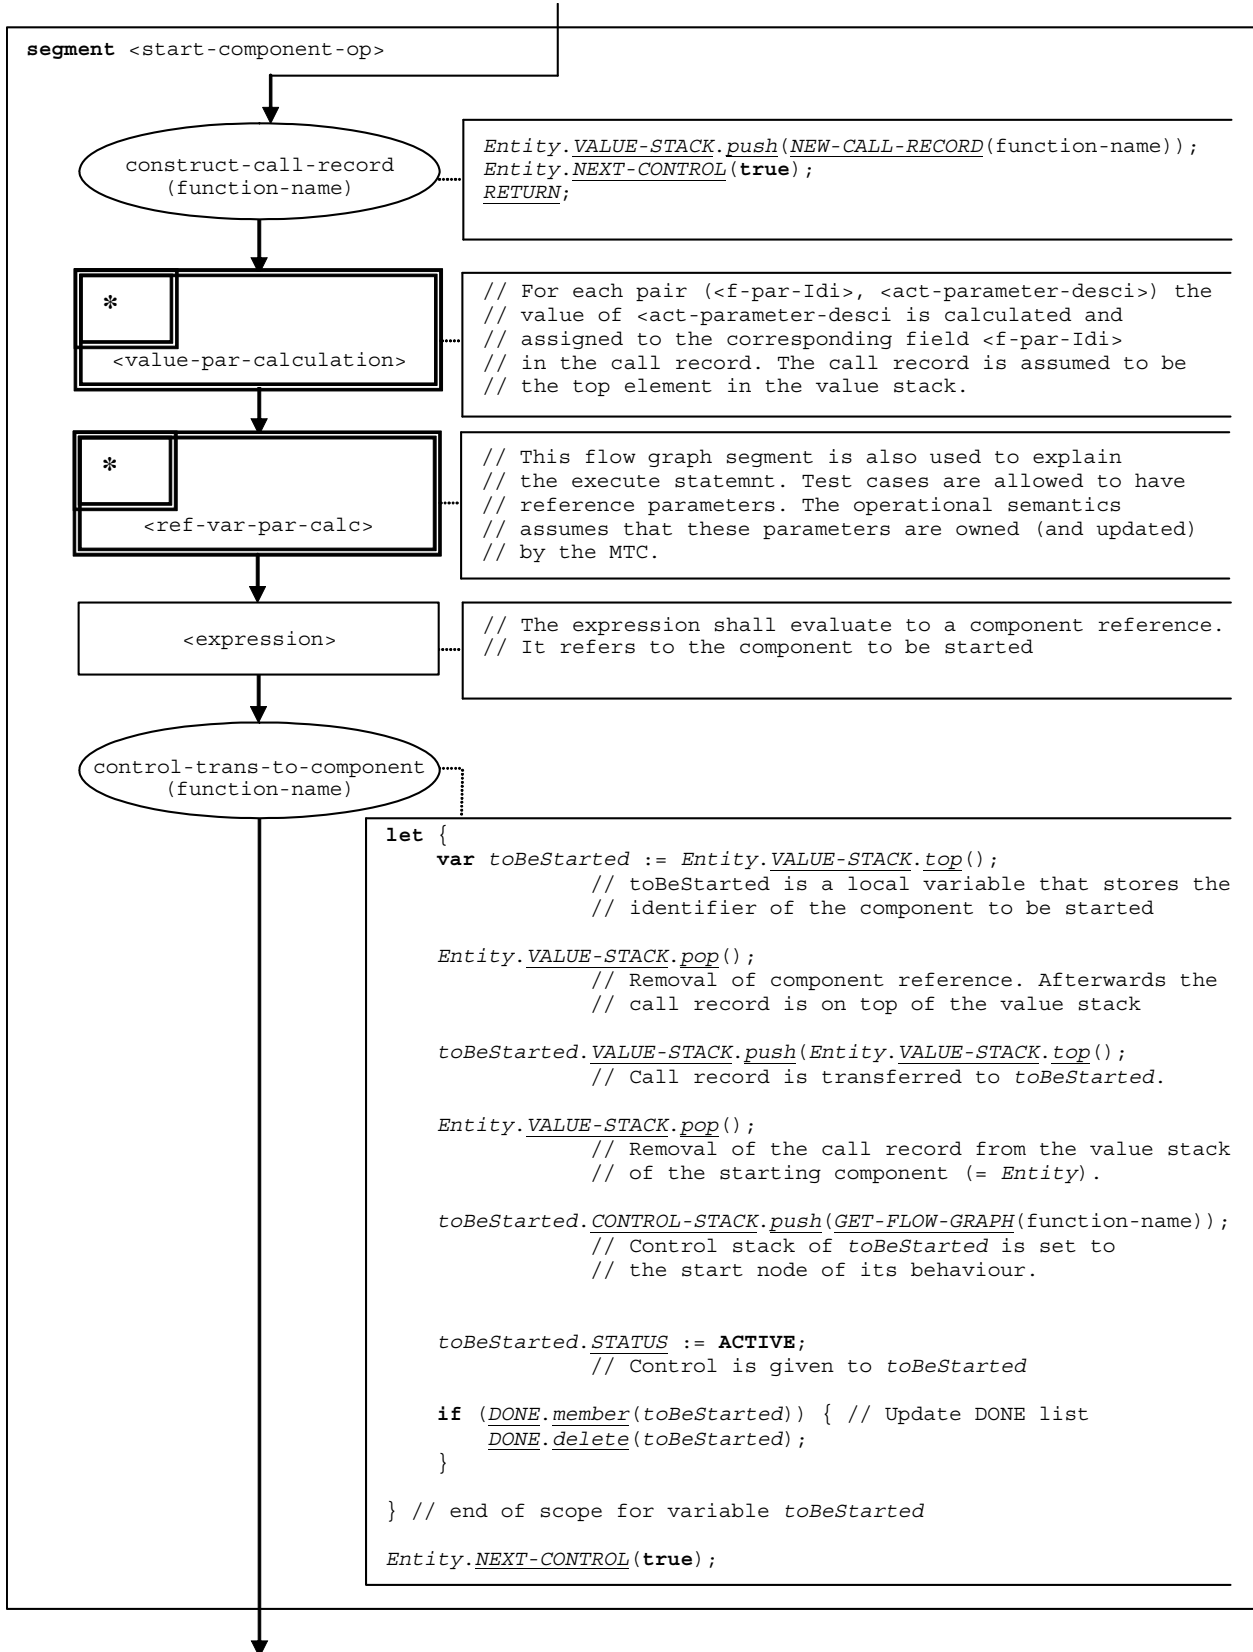 segment <start-component-op>
construct-call-record
(function-name)
Entity.VALUE-STACK.push(NEW-CALL-RECORD(function-name));
Entity.NEXT-CONTROL(true);
RETURN;
*
<value-par-calculation>
// For each pair (<f-par-Idi>, <act-parameter-desci>) the
// value of <act-parameter-desci is calculated and
// assigned to the corresponding field <f-par-Idi>
// in the call record. The call record is assumed to be
// the top element in the value stack.
*
<ref-var-par-calc>
// This flow graph segment is also used to explain
// the execute statemnt. Test cases are allowed to have
// reference parameters. The operational semantics
// assumes that these parameters are owned (and updated)
// by the MTC.
<expression>
// The expression shall evaluate to a component reference.
// It refers to the component to be started
control-trans-to-component
(function-name)
let {
var toBeStarted := Entity.VALUE-STACK.top();
// toBeStarted is a local variable that stores the
// identifier of the component to be started
Entity.VALUE-STACK.pop();
// Removal of component reference. Afterwards the
// call record is on top of the value stack
toBeStarted.VALUE-STACK.push(Entity.VALUE-STACK.top();
// Call record is transferred to toBeStarted.
Entity.VALUE-STACK.pop();
// Removal of the call record from the value stack
// of the starting component (= Entity).
toBeStarted.CONTROL-STACK.push(GET-FLOW-GRAPH(function-name));
// Control stack of toBeStarted is set to
// the start node of its behaviour.
toBeStarted.STATUS := ACTIVE;
// Control is given to toBeStarted
if (DONE.member(toBeStarted)) { // Update DONE list
DONE.delete(toBeStarted);
}
} // end of scope for variable toBeStarted
Entity.NEXT-CONTROL(true);